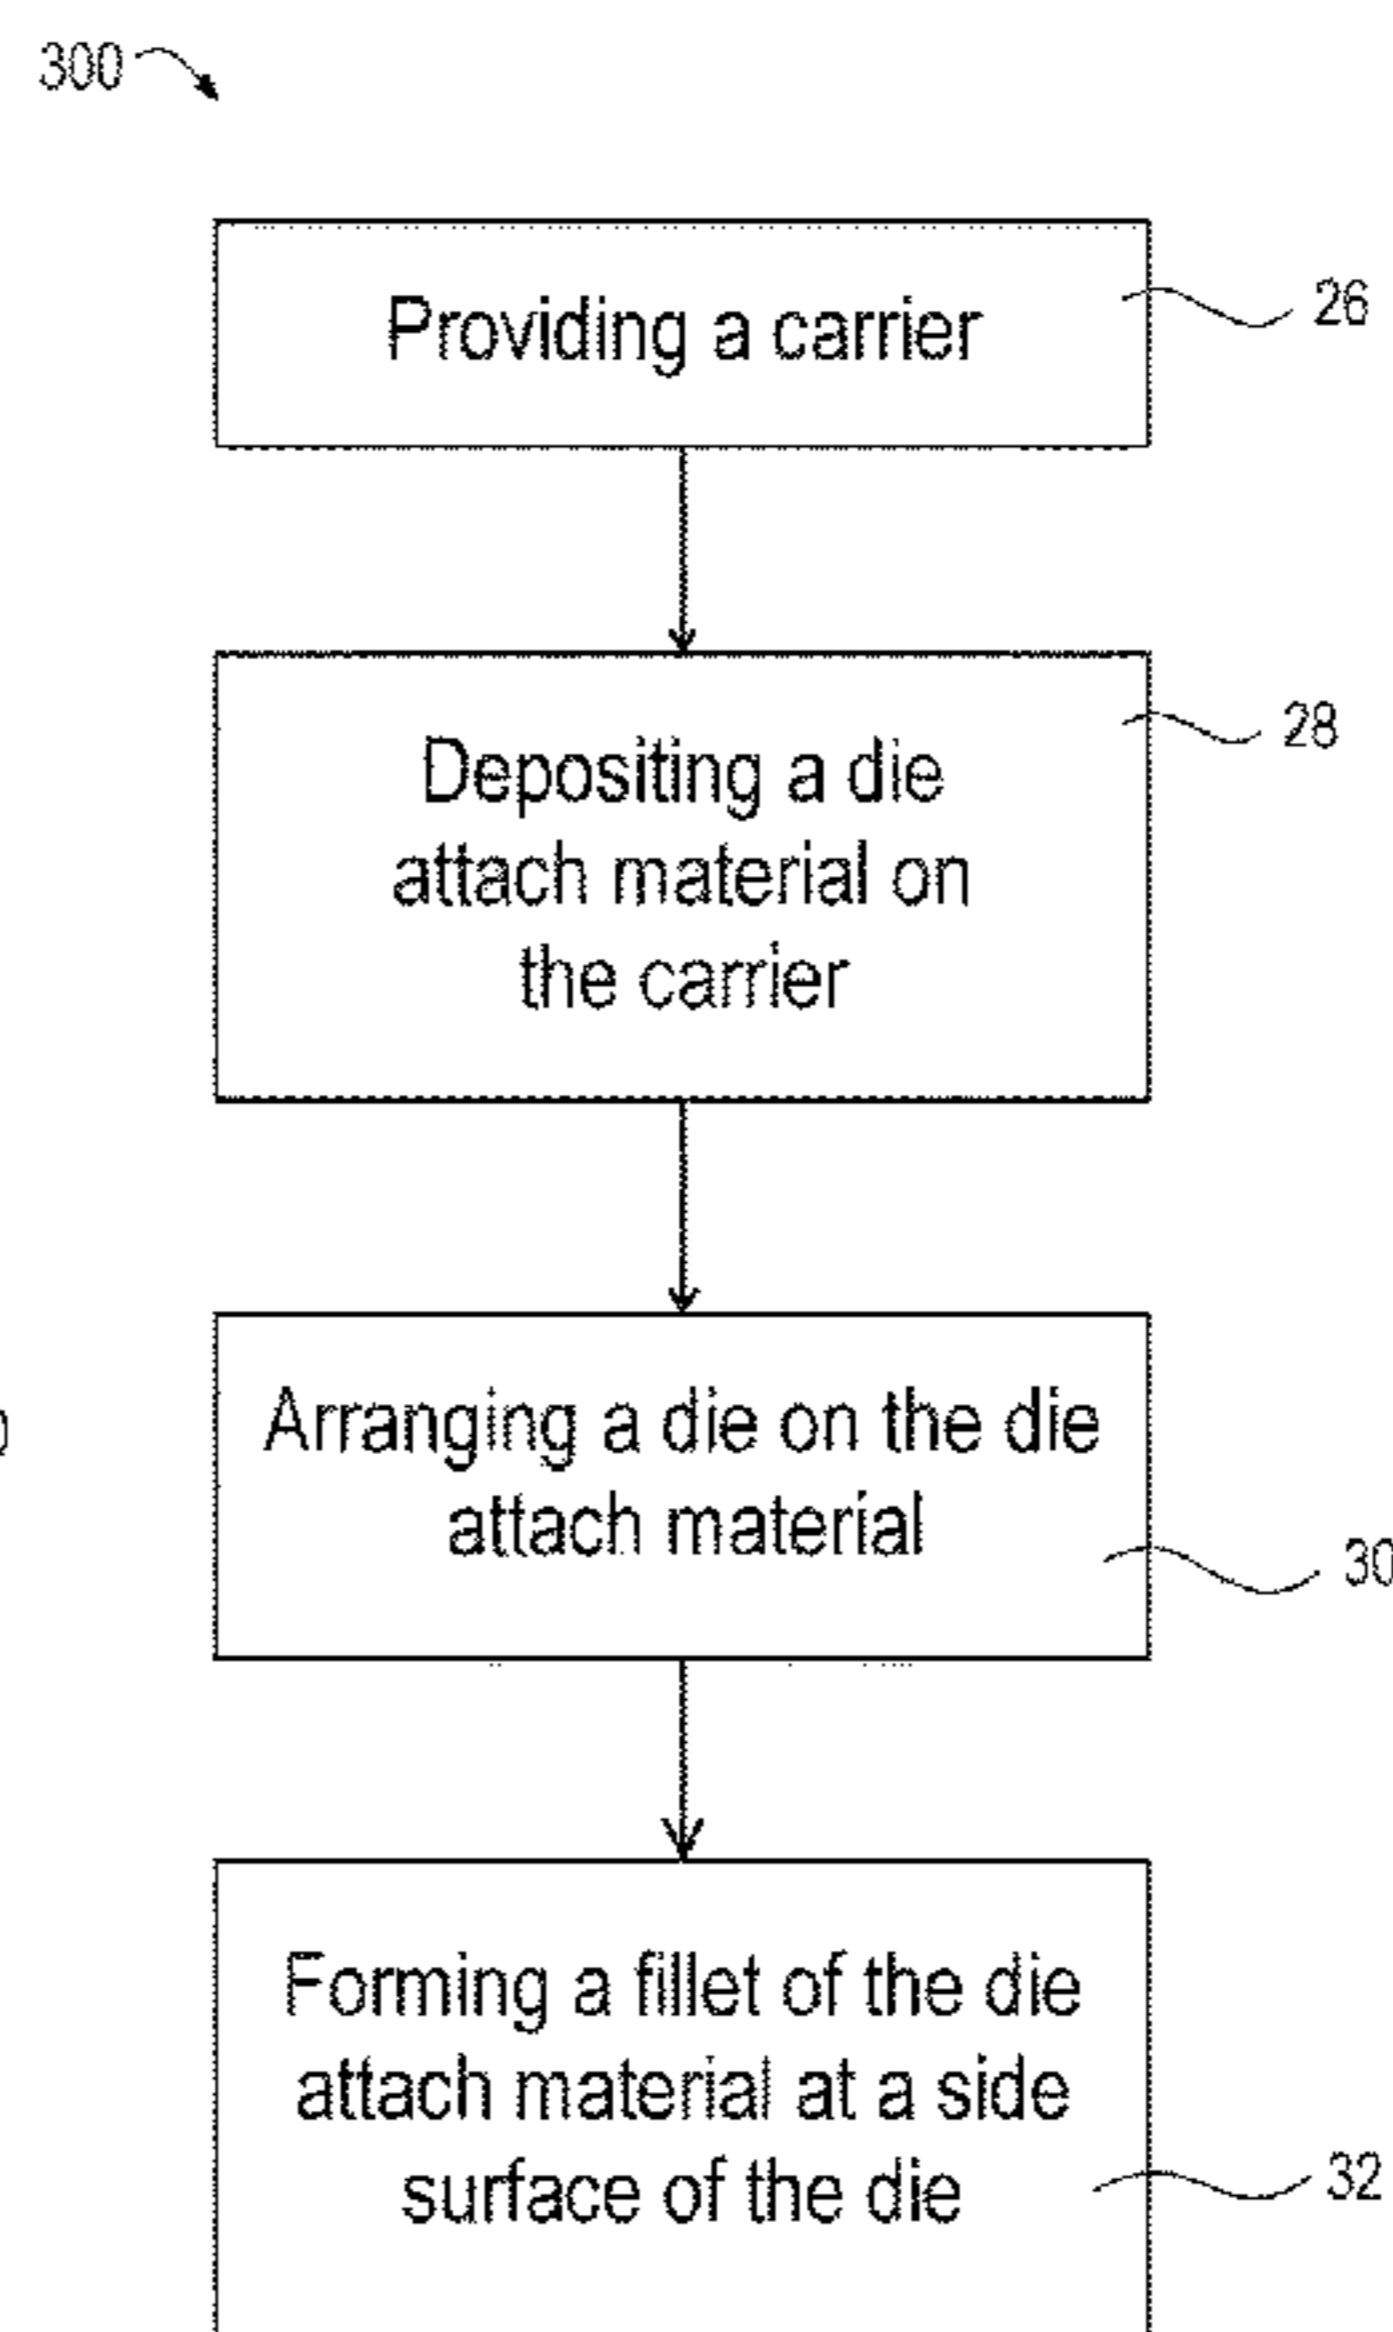 300
Providing a carrier
26
Depositing a die
28
attach material on
the carrier
Arranging a die on the die
attach material
30
Forming a fillet of the die
attach material at a side
surface of the die
32